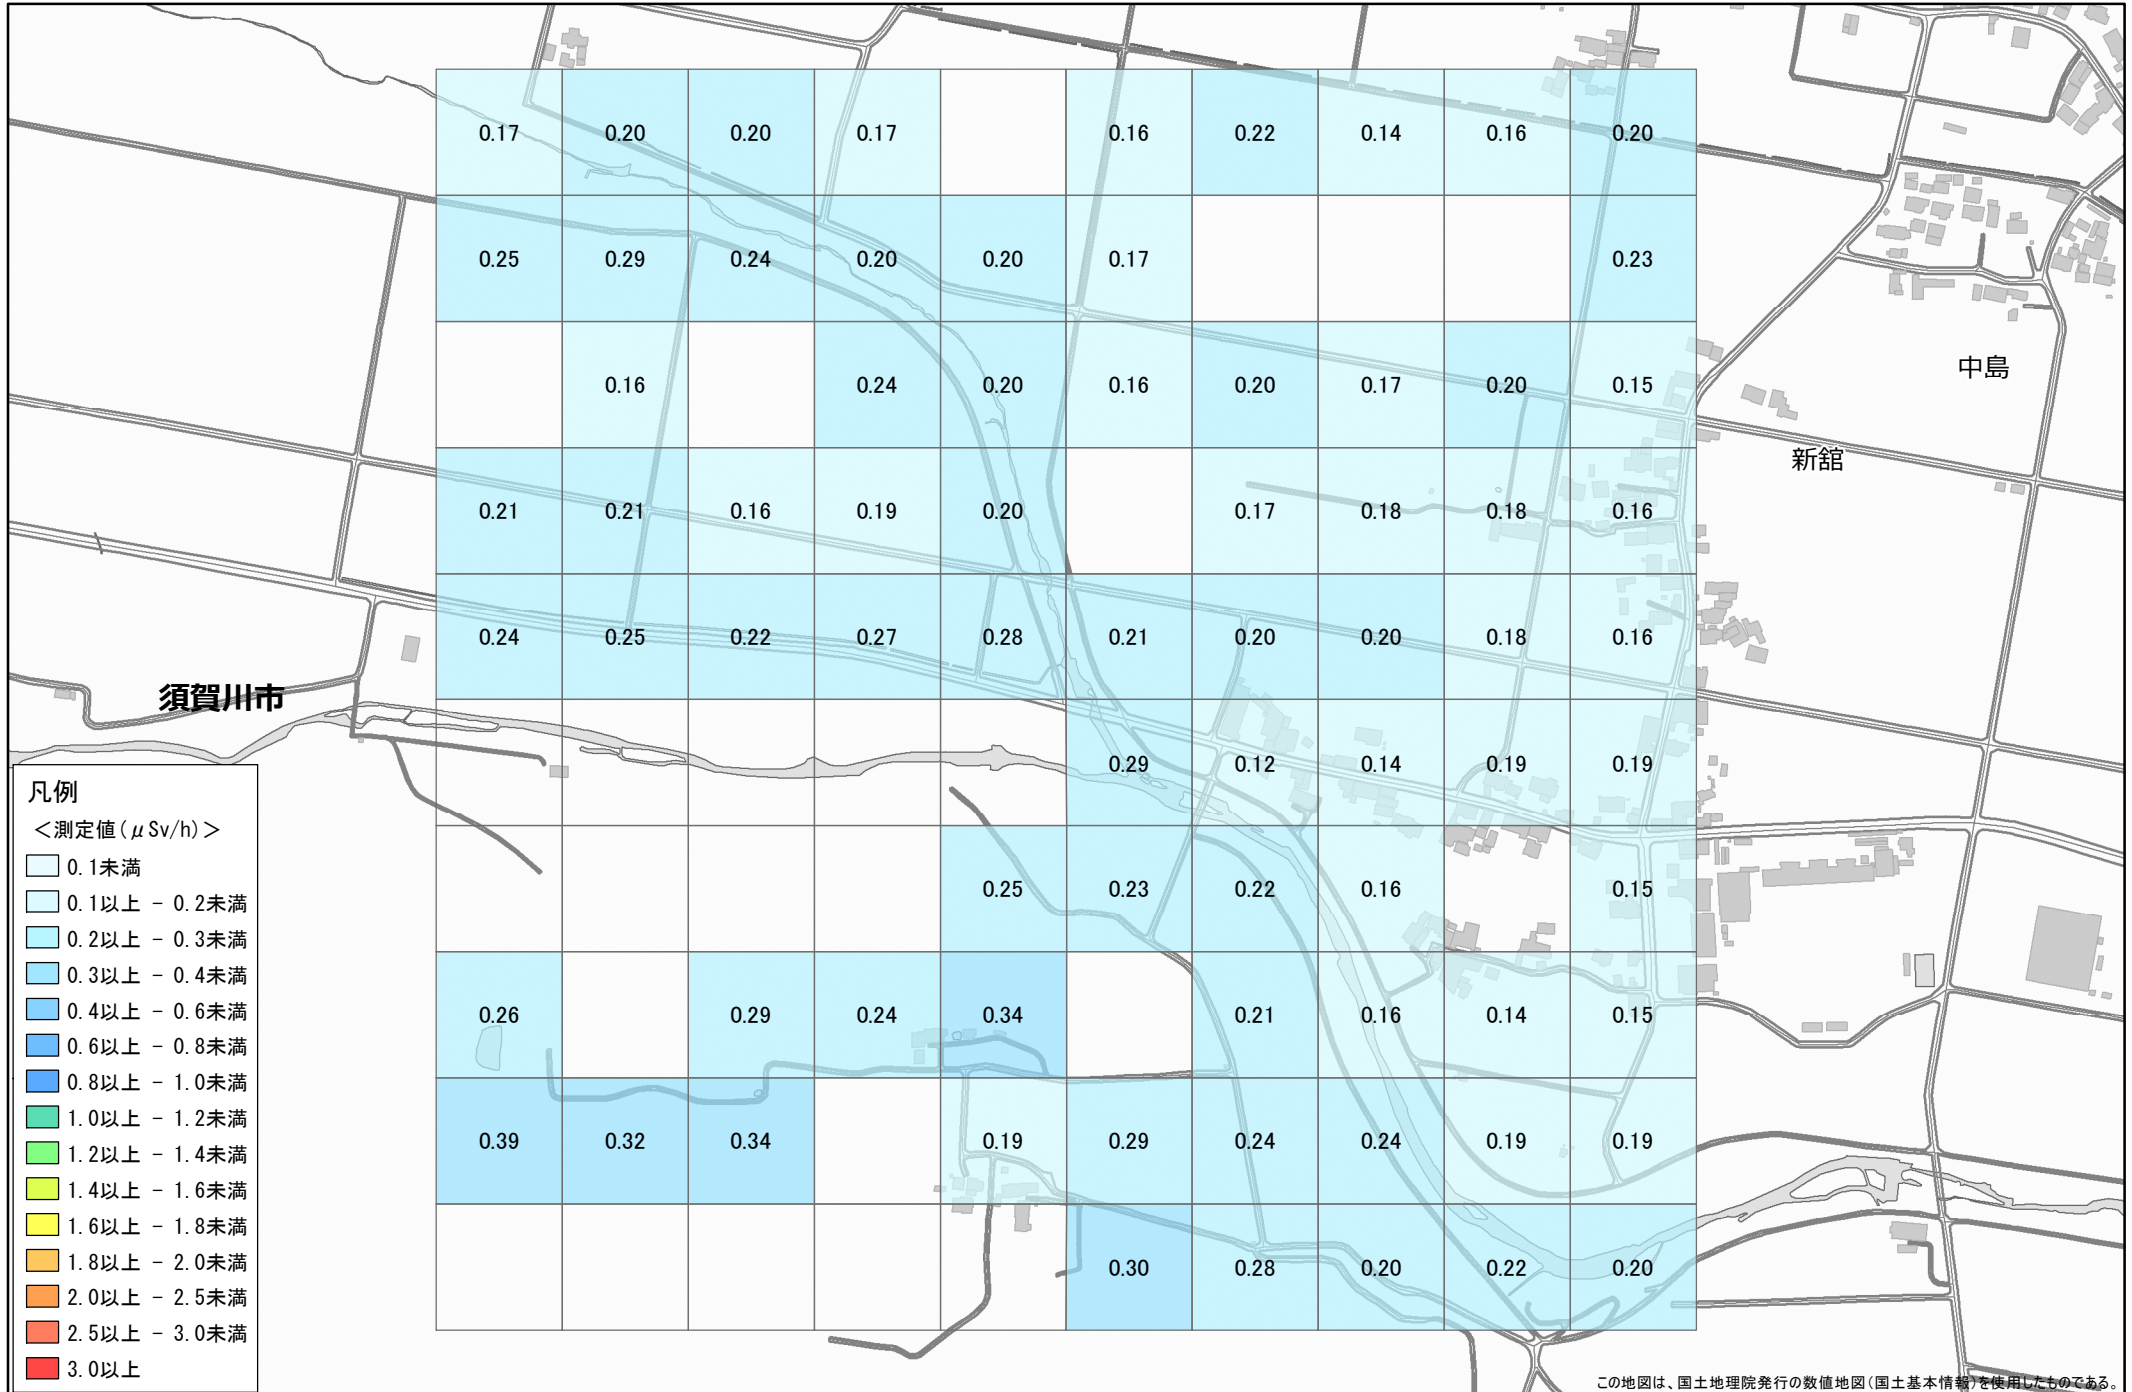 0.17 0.20 0.20 0.17 0.16 0.22 0.14 0.16 0.20
0.25 0.29 0.24 0.20 0.20 0.17 0.23
0.16 0.24 0.20 0.16 0.20 0.17 0.20 0.15
中島
新舘
0.21 0.21 0.16 0.19 0.20 0.17 0.18 0.18 0.16
0.24 0.25 0.22 0.27 0.28 0.21 0.20 0.20 0.18 0.16
須賀川市
0.29 0.12 0.14 0.19 0.19
0.25 0.23 0.22 0.16 0.15
0.26 0.29 0.24 0.34 0.21 0.16 0.14 0.15
0.39 0.32 0.34 0.19 0.29 0.24 0.24 0.19 0.19
0.30 0.28 0.20 0.22 0.20
凡例
＜測定値(μSv/h)＞
0.1未満
0.1以上 - 0.2未満
0.2以上 - 0.3未満
0.3以上 - 0.4未満
0.4以上 - 0.6未満
0.6以上 - 0.8未満
0.8以上 - 1.0未満
1.0以上 - 1.2未満
1.2以上 - 1.4未満
1.4以上 - 1.6未満
1.6以上 - 1.8未満
1.8以上 - 2.0未満
2.0以上 - 2.5未満
2.5以上 - 3.0未満
3.0以上
この地図は、国土地理院発行の数値地図(国土基本情報)を使用したものである。